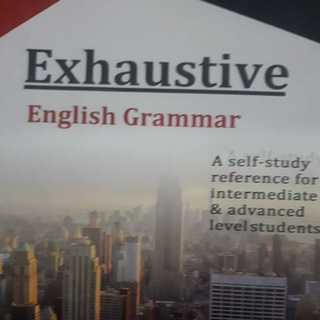 Exhaustive
English Grammar
A self-study
reference for
intermediate
& advanced
level students